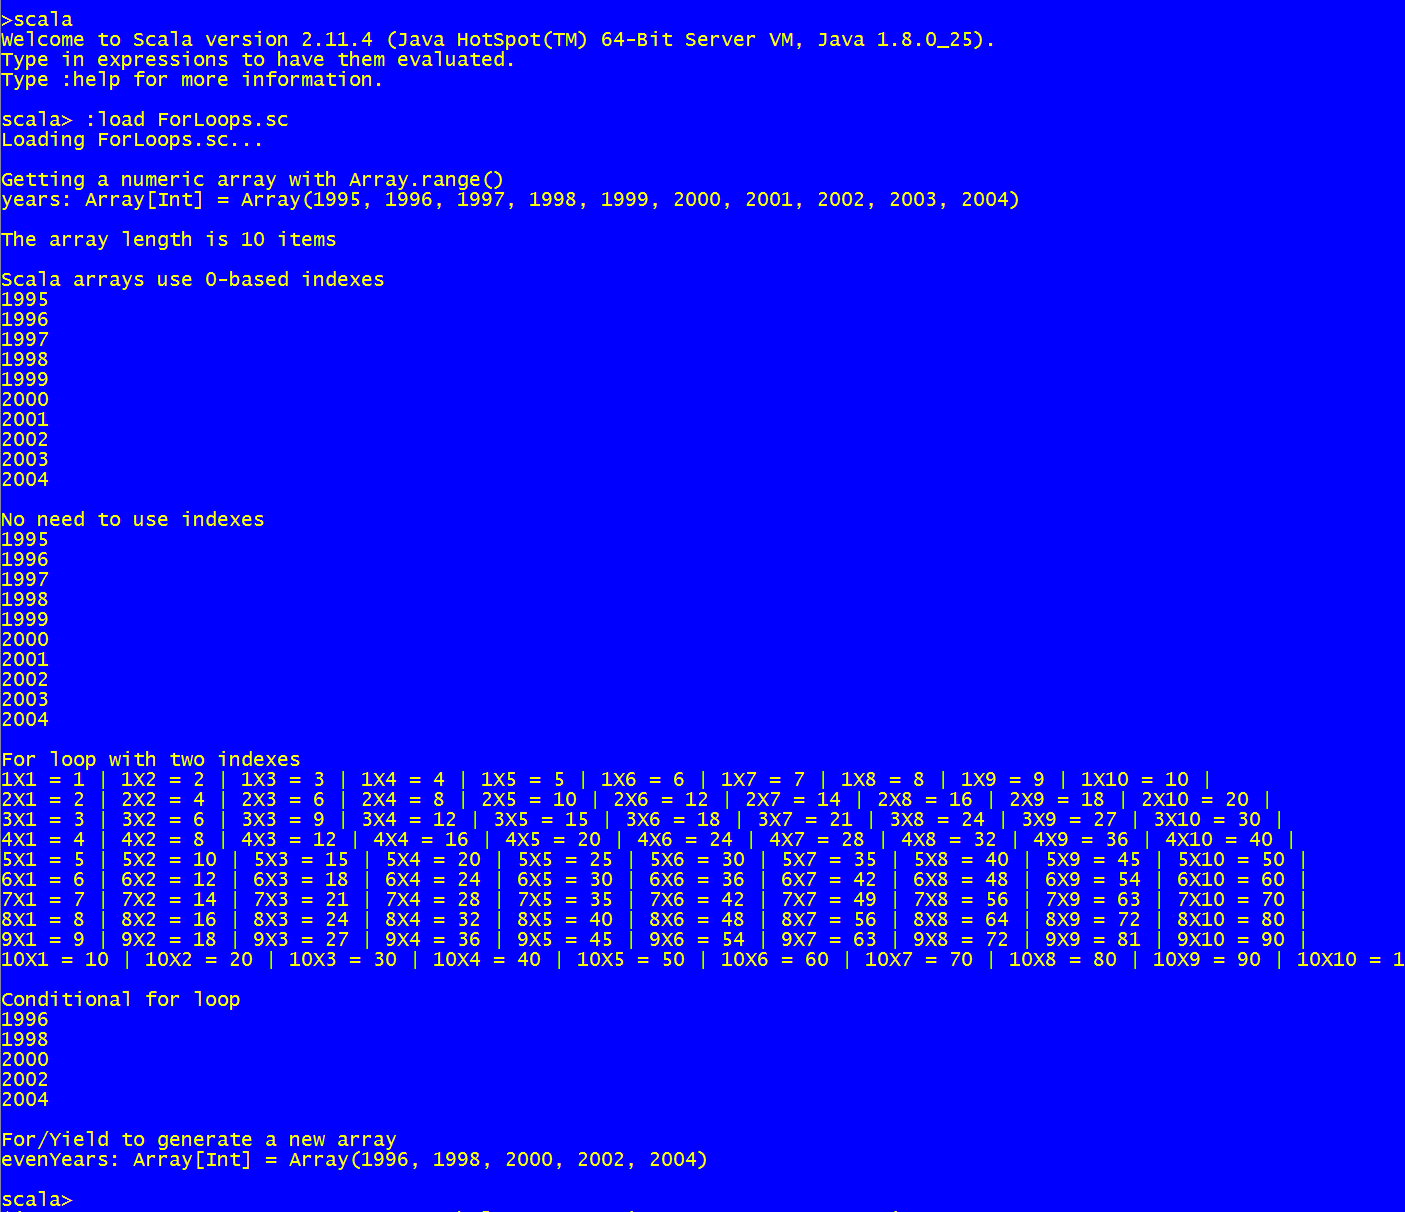 >scala
Welcome to Scala version 2.11.4 (Java HotSpot(TM) 64-Bit Server VM, Java 1.8.0_25).
Type in expressions to have them evaluated.
Type :help for more information.
scala> :load ForLoops.sc
Loading ForLoops.sc...
Getting a numeric array with Array.range()
years: Array[Int] = Array(1995, 1996, 1997, 1998, 1999, 2000, 2001, 2002, 2003, 2004)
The array length is 10 items
Scala arrays use 0-based indexes
1995
1996
1997
1998
1999
2000
2001
2002
2003
2004
No need to use indexes
1995
1996
1997
1998
1999
2000
2001
2002
2003
2004
For loop with two indexes
1X1 = 1 | 1X2 = 2 | 1X3 = 3 | 1X4 = 4 | 1X5 = 5 | 1X6 = 6 | 1X7 = 7 | 1X8 = 8 | 1X9 = 9 | 1X10 = 10 |
2X1 = 2 | 2X2 = 4 | 2X3 = 6 | 2X4 = 8 | 2X5 = 10 | 2X6 = 12 | 2X7 = 14 | 2X8 = 16 | 2X9 = 18 | 2X10 = 20 |
3X1 = 3 | 3X2 = 6 | 3X3 = 9 | 3X4 = 12 | 3X5 = 15 | 3X6 = 18 | 3X7 = 21 | 3X8 = 24 | 3X9 = 27 | 3X10 = 30 |
4X1 = 4 | 4X2 = 8 | 4X3 = 12 | 4X4 = 16 | 4X5 = 20 | 4X6 = 24 | 4X7 = 28 | 4X8 = 32 | 4X9 = 36 | 4X10 = 40 |
5X1 = 5 | 5X2 = 10 | 5X3 = 15 | 5X4 = 20 | 5X5 = 25 | 5X6 = 30 | 5X7 = 35 | 5X8 = 40 | 5X9 = 45 | 5X10 = 50 |
6X1 = 6 | 6X2 = 12 | 6X3 = 18 | 6X4 = 24 | 6X5 = 30 | 6X6 = 36 | 6X7 = 42 | 6X8 = 48 | 6X9 = 54 | 6X10 = 60 |
7X1 = 7 | 7X2 = 14 | 7X3 = 21 | 7X4 = 28 | 7X5 = 35 | 7X6 = 42 | 7X7 = 49 | 7X8 = 56 | 7X9 = 63 | 7X10 = 70 |
8X1 = 8 | 8X2 = 16 | 8X3 = 24 | 8X4 = 32 | 8X5 = 40 | 8X6 = 48 | 8X7 = 56 | 8X8 = 64 | 8X9 = 72 | 8X10 = 80 |
9X1 = 9 | 9X2 = 18 | 9X3 = 27 | 9X4 = 36 | 9X5 = 45 | 9X6 = 54 | 9X7 = 63 | 9X8 = 72 | 9X9 = 81 | 9X10 = 90 |
10X1 = 10 | 10X2 = 20 | 10X3 = 30 | 10X4 = 40 | 10X5 = 50 | 10X6 = 60 | 10X7 = 70 | 10X8 = 80 | 10X9 = 90 | 10X10 = 1
Conditional for loop
1996
1998
2000
2002
2004
For/Yield to generate a new array
evenYears: Array[Int] = Array(1996, 1998, 2000, 2002, 2004)
scala>